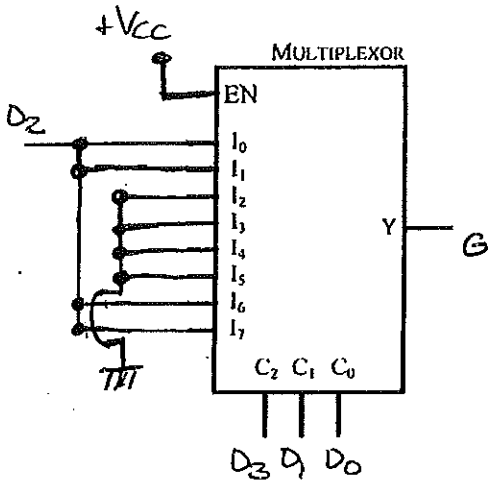 +VCC
MULTIPLEXOR
EN
D2
I0
I1
I2
I3
I4
I5
I6
I7
Y
G
C2 C1 C0
D3 D1 D0